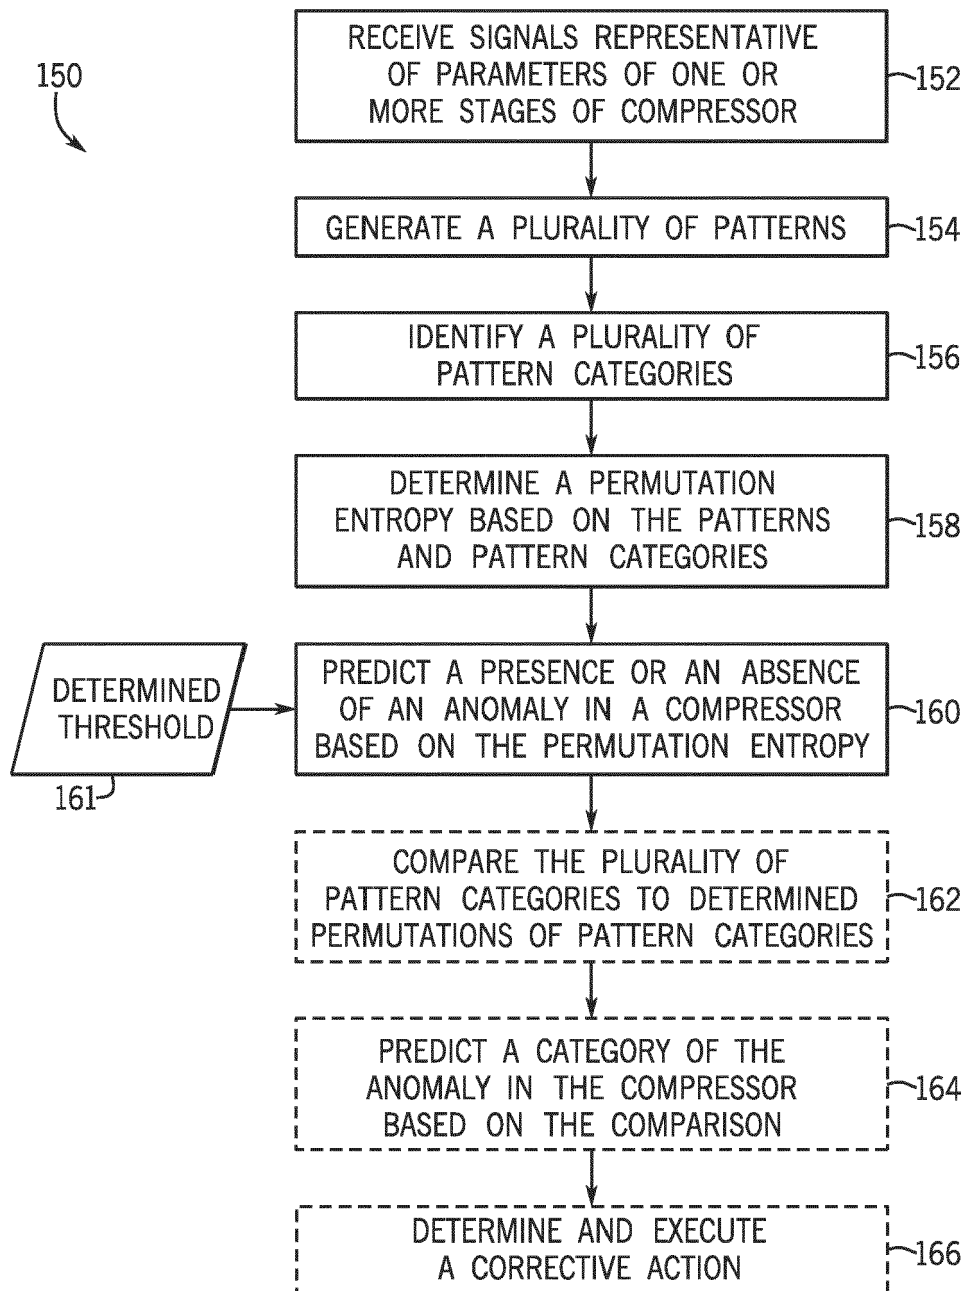 150
RECEIVE SIGNALS REPRESENTATIVE
OF PARAMETERS OF ONE OR
MORE STAGES OF COMPRESSOR
152
GENERATE A PLURALITY OF PATTERNS
154
IDENTIFY A PLURALITY OF
PATTERN CATEGORIES
156
DETERMINE A PERMUTATION
ENTROPY BASED ON THE PATTERNS
AND PATTERN CATEGORIES
158
DETERMINED
THRESHOLD
161
PREDICT A PRESENCE OR AN ABSENCE
OF AN ANOMALY IN A COMPRESSOR
BASED ON THE PERMUTATION ENTROPY
160
COMPARE THE PLURALITY OF
PATTERN CATEGORIES TO DETERMINED
PERMUTATIONS OF PATTERN CATEGORIES
162
PREDICT A CATEGORY OF THE
ANOMALY IN THE COMPRESSOR
BASED ON THE COMPARISON
164
DETERMINE AND EXECUTE
A CORRECTIVE ACTION
166